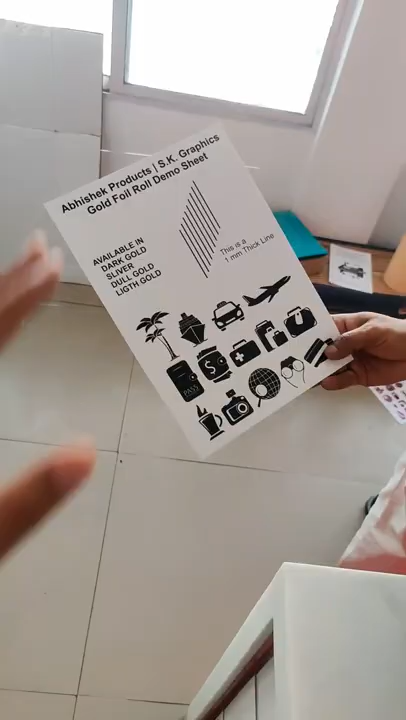 Abhishek Products | S.K. Graphics
Gold Foil Roll Demo Sheet
AVAILABLE IN
DARK GOLD
SLIVER
DULL GOLD
LIGTH GOLD
This is a
1 mm Thick Line
PASS
$